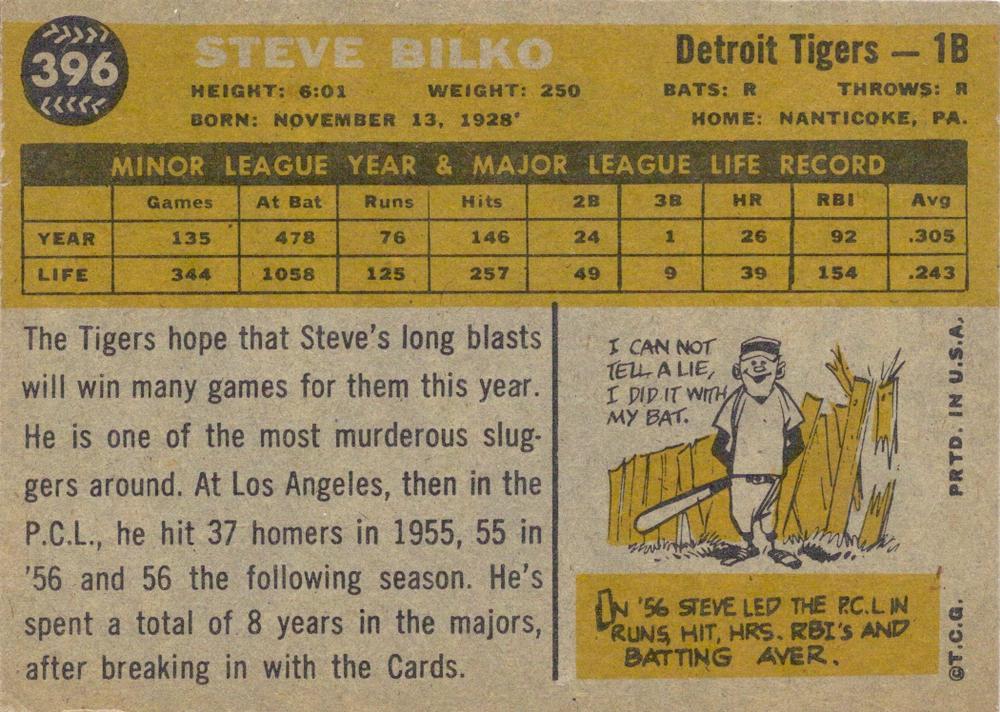 396
STEVE BILKO
Detroit Tigers — 1B
HEIGHT: 6:01 WEIGHT: 250 BATS: R THROWS: R
BORN: NOVEMBER 13, 1928' HOME: NANTICOKE, PA.
MINOR LEAGUE YEAR & MAJOR LEAGUE LIFE RECORD
Games At Bat Runs Hits 2B 3B HR RBI Avg
YEAR 135 478 76 146 24 1 26 92 .305
LIFE 344 1058 125 257 49 9 39 154 .243
The Tigers hope that Steve's long blasts
will win many games for them this year.
He is one of the most murderous slug-
gers around. At Los Angeles, then in the
P.C.L., he hit 37 homers in 1955, 55 in
'56 and 56 the following season. He's
spent a total of 8 years in the majors,
after breaking in with the Cards.
I CAN NOT
TELL A LIE,
I DID IT WITH
MY BAT.
IN '56 STEVE LED THE P.C.L IN
RUNS, HIT, HRS. RBI'S AND
BATTING AVER.
©T.C.G. PRTD. IN U.S.A.